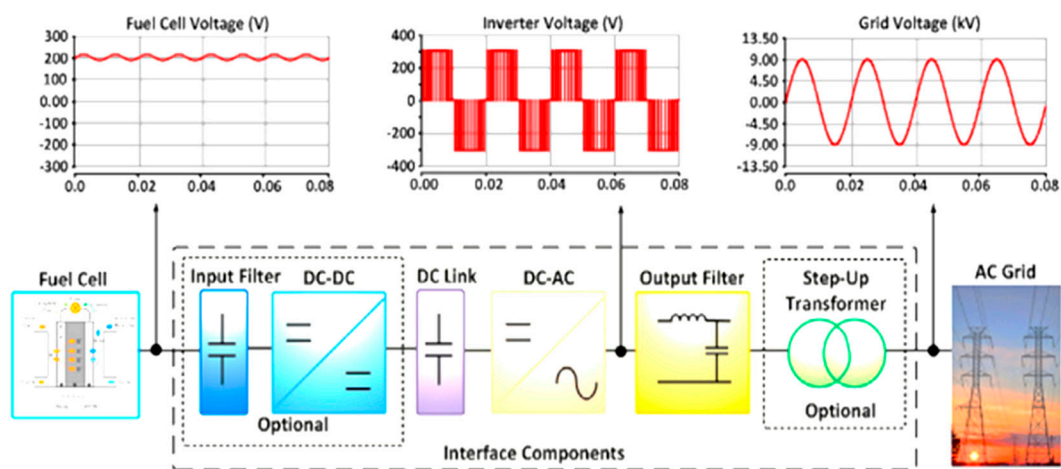 Fuel Cell Voltage (V)
300
200
100
0.00
-100
-200
-300
0.0
0.02
0.04
0.06
0.08
Inverter Voltage (V)
400
200
0
-200
-400
0.00
0.02
0.04
0.06
0.08
Grid Voltage (kV)
13.50
9.00
4.50
0.00
-4.50
-9.00
-13.50
0.0
0.02
0.04
0.06
0.08
Fuel Cell
Input Filter
DC-DC
Optional
DC Link
DC-AC
Output Filter
Step-Up
Transformer
Optional
AC Grid
Interface Components